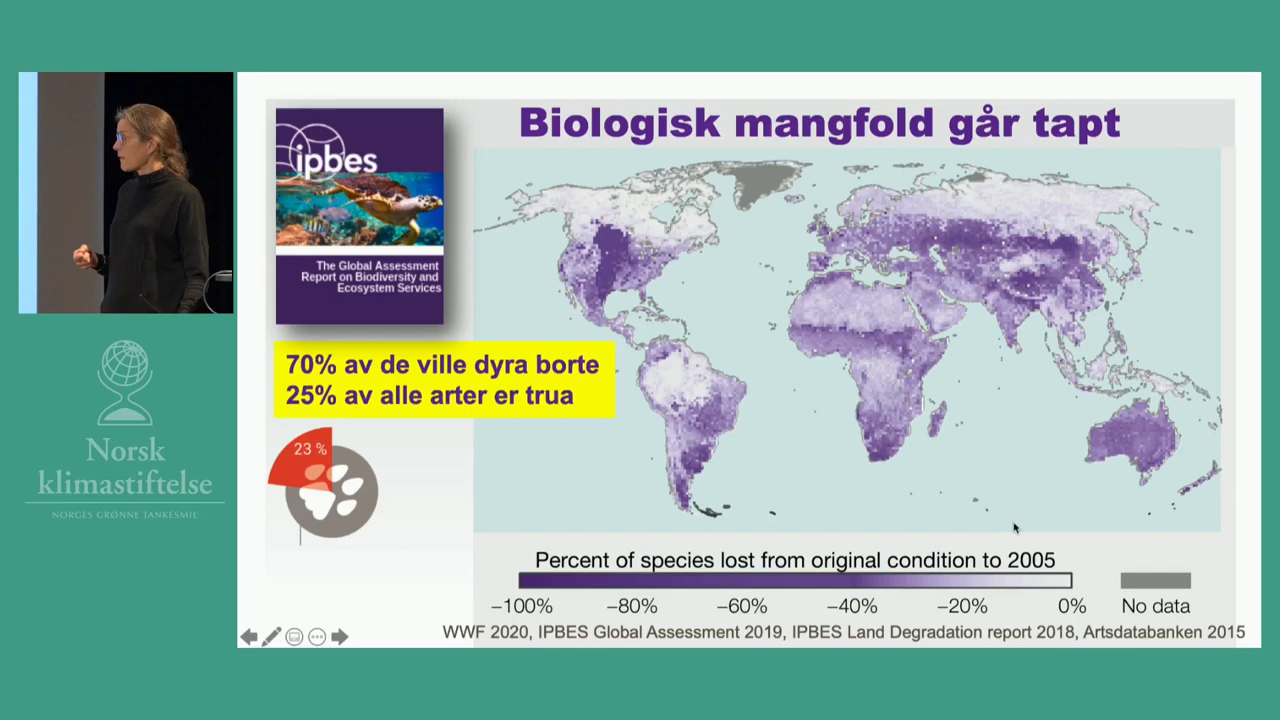 Biologisk mangfold går tapt
ipbes
The Global Assessment
Report on Biodiversity and
Ecosystem Services
70% av de ville dyra borte
25% av alle arter er trua
23 %
Norsk
klimastiftelse
NORGES GRØNNE TANKESMIE
Percent of species lost from original condition to 2005
−100% −80% −60% −40% −20% 0% No data
WWF 2020, IPBES Global Assessment 2019, IPBES Land Degradation report 2018, Artsdatabanken 2015